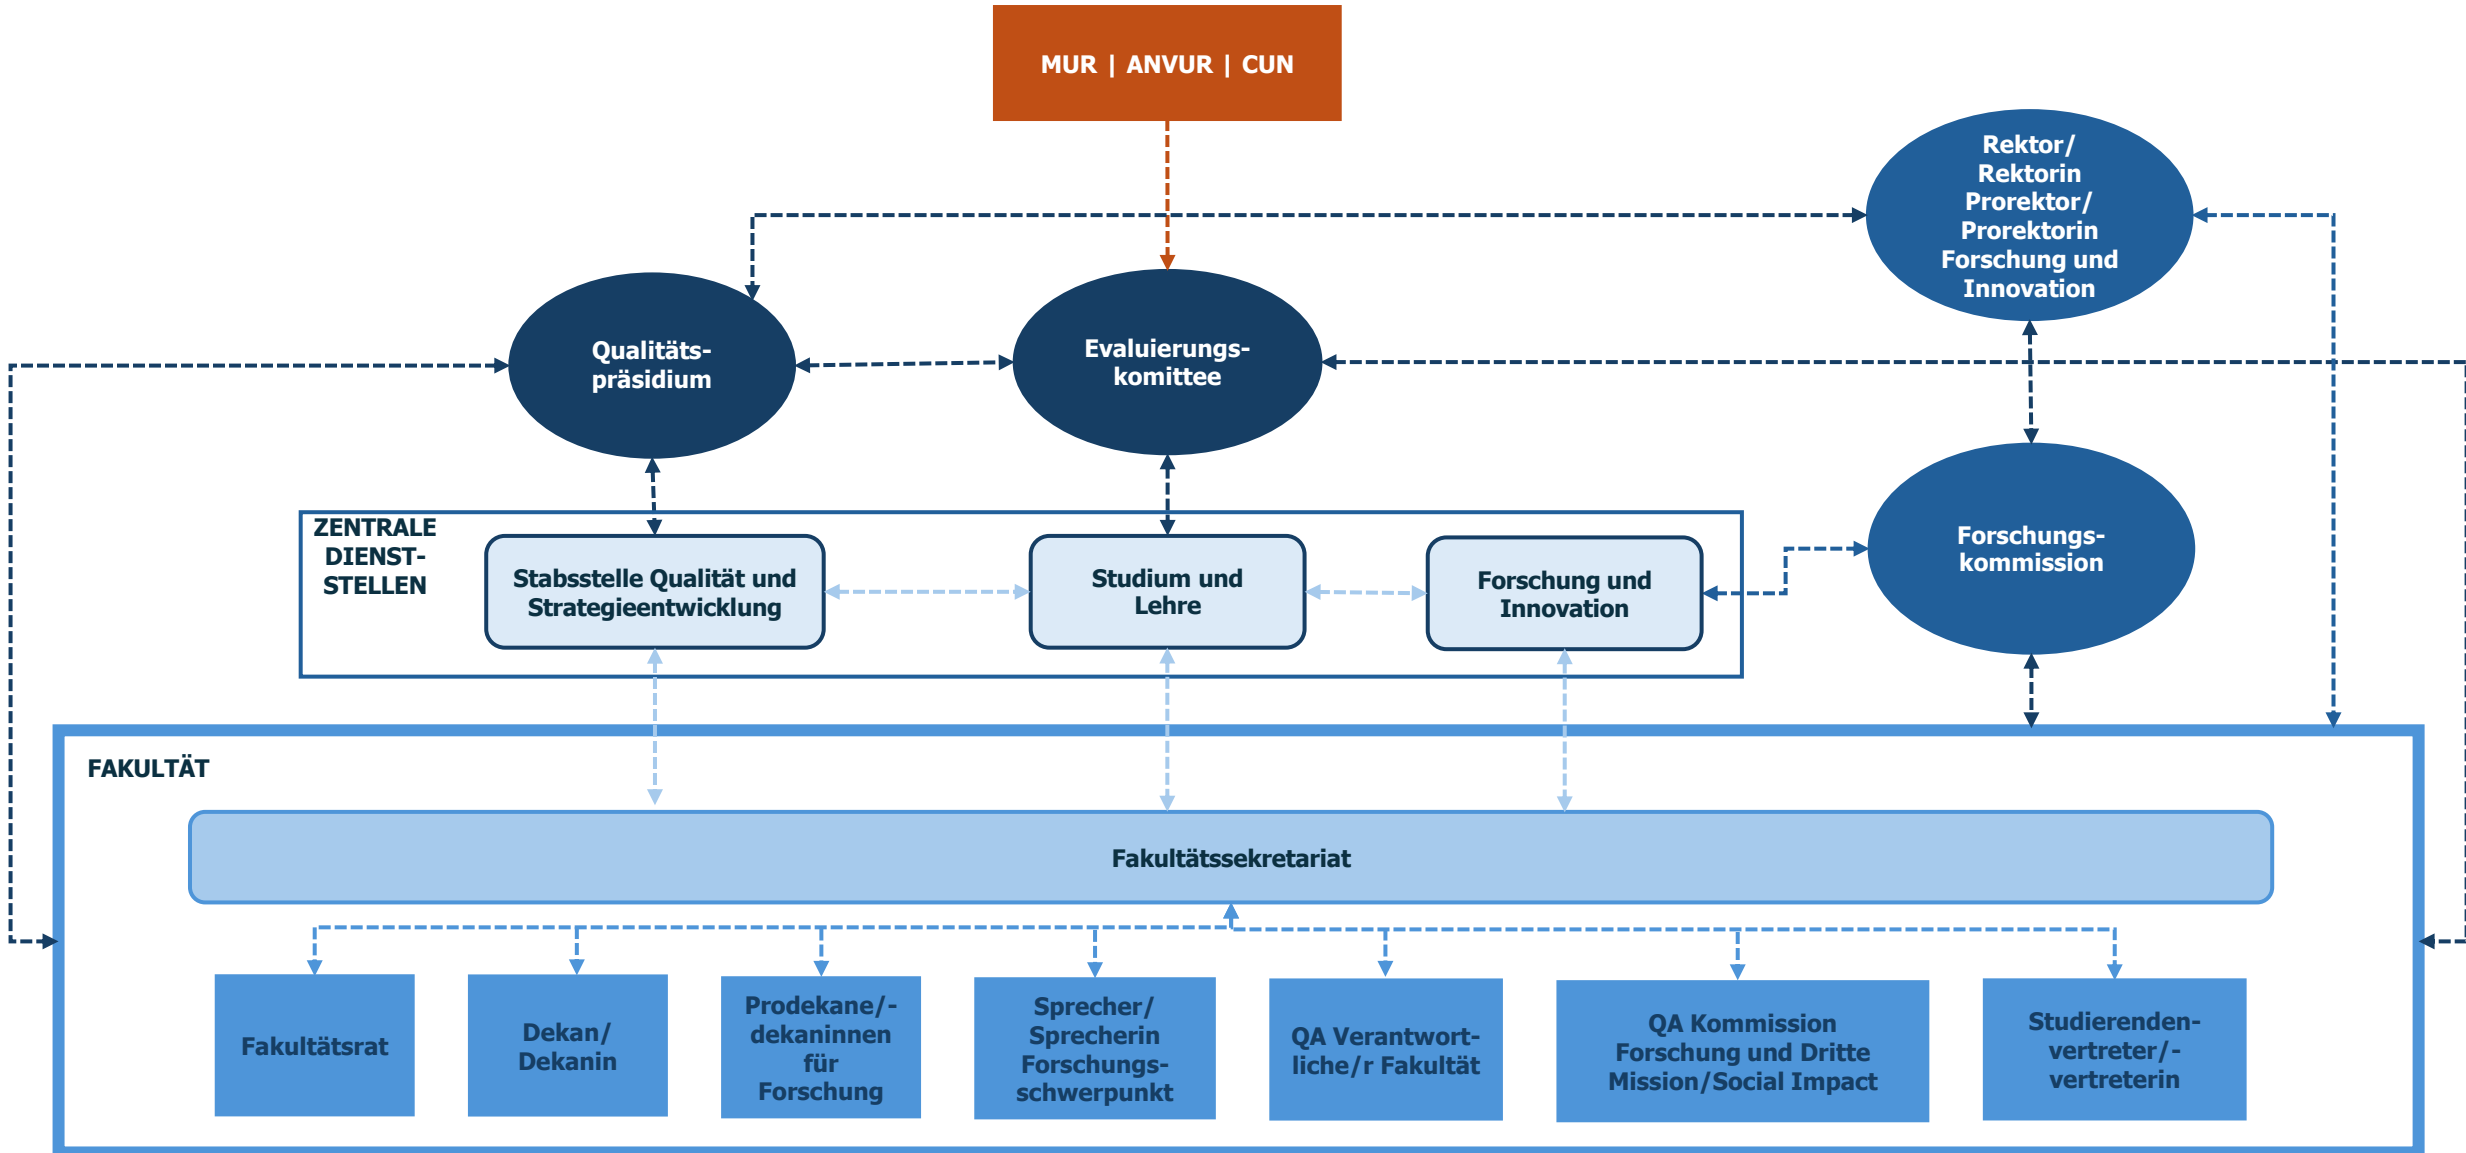 MUR | ANVUR | CUN
Rektor/
Rektorin
Prorektor/
Prorektorin
Forschung und
Innovation
Qualitäts-
präsidium
Evaluierungs-
komittee
Forschungs-
kommission
ZENTRALE
DIENST-
STELLEN
Stabsstelle Qualität und
Strategieentwicklung
Studium und
Lehre
Forschung und
Innovation
FAKULTÄT
Fakultätssekretariat
Fakultätsrat
Dekan/
Dekanin
Prodekane/-
dekaninnen
für
Forschung
Sprecher/
Sprecherin
Forschungs-
schwerpunkt
QA Verantwort-
liche/r Fakultät
QA Kommission
Forschung und Dritte
Mission/Social Impact
Studierenden-
vertreter/-
vertreterin